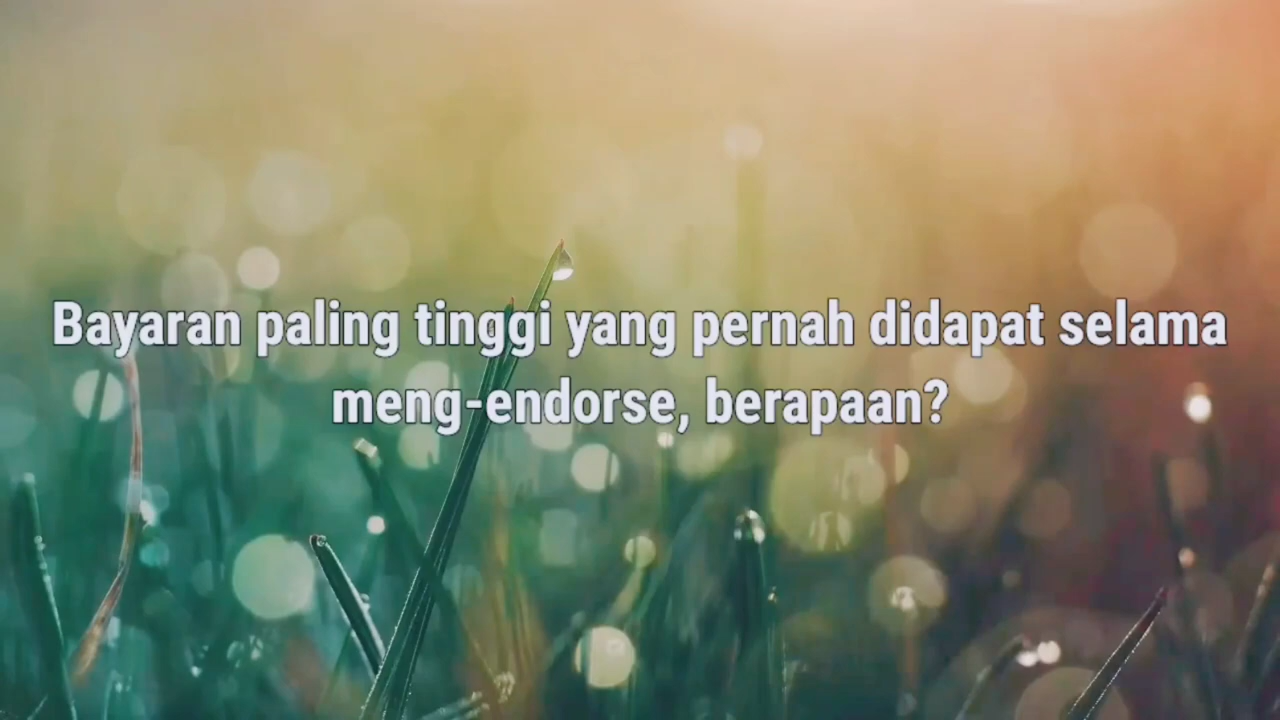 Bayaran paling tinggi yang pernah didapat selama
meng-endorse, berapaan?